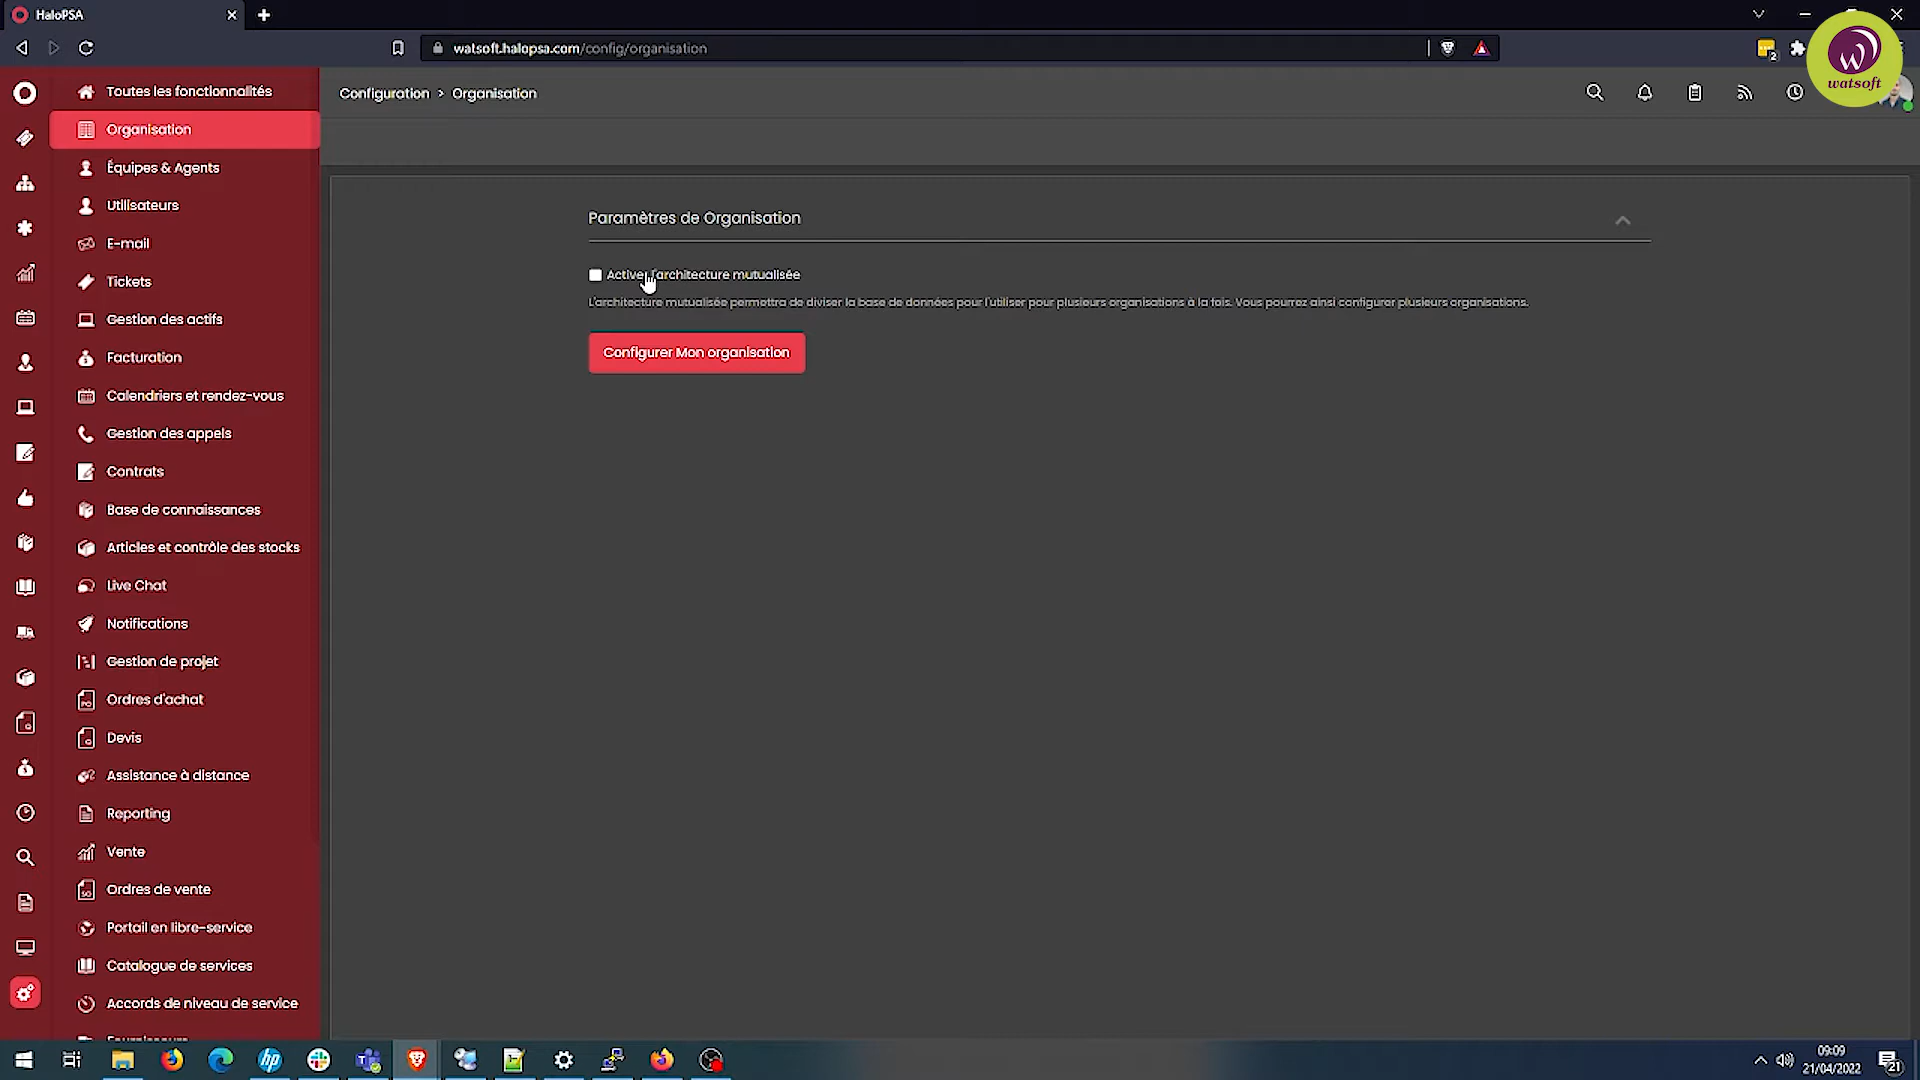 HaloPSA
watsoft.halopsa.com/config/organisation
2
watsoft
Toutes les fonctionnalités
Organisation
Équipes & Agents
Utilisateurs
E-mail
Tickets
Gestion des actifs
Facturation
Calendriers et rendez-vous
Gestion des appels
Contrats
Base de connaissances
Articles et contrôle des stocks
Live Chat
Notifications
Gestion de projet
Ordres d'achat
Devis
Assistance à distance
Reporting
Vente
Ordres de vente
Portail en libre-service
Catalogue de services
Accords de niveau de service
Configuration > Organisation
Paramètres de Organisation
Activer l'architecture mutualisée
L'architecture mutualisée permettra de diviser la base de données pour l'utiliser pour plusieurs organisations à la fois. Vous pourrez ainsi configurer plusieurs organisations.
Configurer Mon organisation
09:09
21/04/2022
21